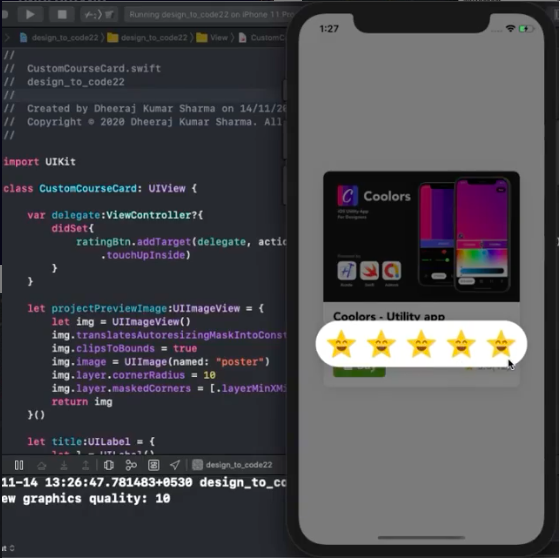 Running design_to_code22 on iPhone 11 Pro
design_to_code22 design_to_code22 View CustomC
//
// CustomCourseCard.swift
// design_to_code22
//
// Created by Dheeraj Kumar Sharma on 14/11/20
// Copyright © 2020 Dheeraj Kumar Sharma. All
//
import UIKit
class CustomCourseCard: UIView {
var delegate:ViewController?{
didSet{
ratingBtn.addTarget(delegate, actio
.touchUpInside)
}
}
let projectPreviewImage:UIImageView = {
let img = UIImageView()
img.translatesAutoresizingMaskIntoConst
img.clipsToBounds = true
img.image = UIImage(named: "poster")
img.layer.cornerRadius = 10
img.layer.maskedCorners = [.layerMinXMi
return img
}()
let title:UILabel = {
design_to_code22
11-14 13:26:47.781483+0530 design_to_co
ew graphics quality: 10
1:27
Coolors
Coolors - Utility app